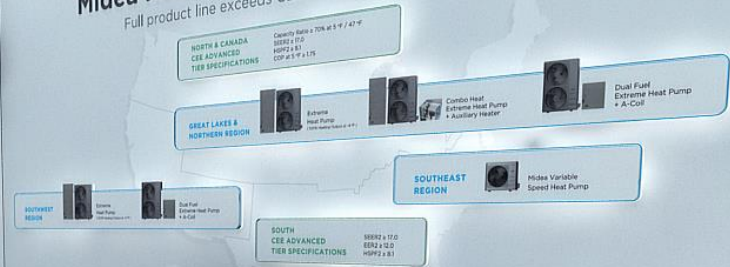 Midea
Full product line exceeds
NORTH & CANADA
CEE ADVANCED
TIER SPECIFICATIONS
Capacity Ratio ≥ 70% at 5 °F / 47 °F
SEER2 ≥ 17.0
HSPF2 ≥ 8.1
COP at 5 °F ≥ 1.75
GREAT LAKES &
NORTHERN REGION
Extreme
Heat Pump
Combo Heat
Extreme Heat Pump
+ Auxiliary Heater
Dual Fuel
Extreme Heat Pump
+ A-Coil
SOUTHEAST
REGION
Midea Variable
Speed Heat Pump
SOUTHWEST
REGION
Extreme
Heat Pump
Dual Fuel
Extreme Heat Pump
+ A-Coil
SOUTH
CEE ADVANCED
TIER SPECIFICATIONS
SEER2 ≥ 17.0
EER2 ≥ 12.0
HSPF2 ≥ 8.1